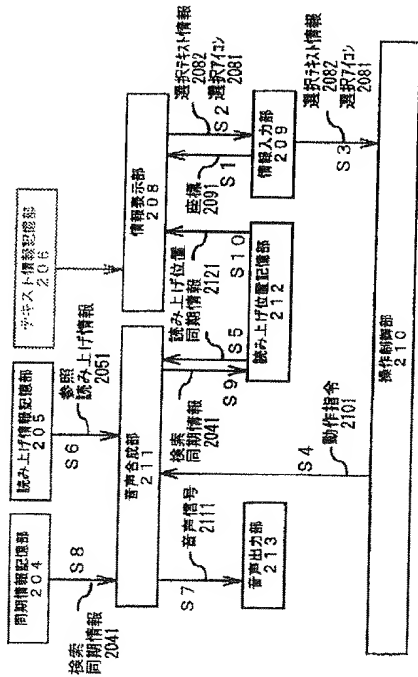 同期情報記憶部
204
読み上げ情報記憶部
205
テキスト情報記憶部
206
S8
検索
同期情報
2041
S6
参照
読み上げ情報
2051
音声合成部
211
情報表示部
208
S7
音声信号
2111
S9
検索
同期情報
2041
S5
読み上げ位置
同期情報
2121
S10
座標
2091
S1
S2
選択テキスト情報
2082
選択アイコン
2081
音声出力部
213
読み上げ位置記憶部
212
情報入力部
209
S4
動作指令
2101
S3
選択テキスト情報
2082
選択アイコン
2081
操作制御部
210